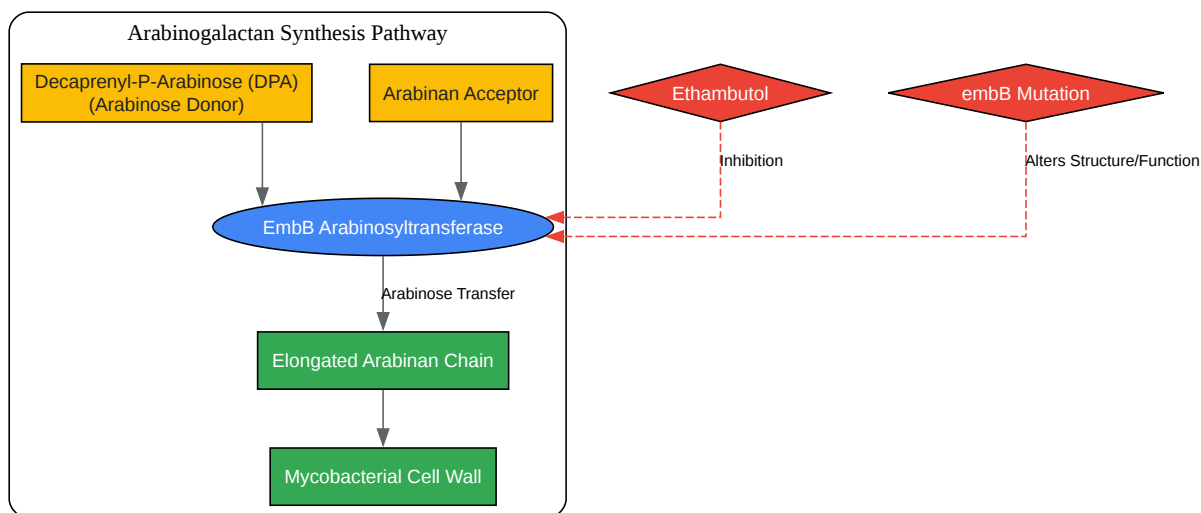 Arabinogalactan Synthesis Pathway
Decaprenyl-P-Arabinose (DPA)
(Arabinose Donor)
Arabinan Acceptor
Ethambutol
embB Mutation
Inhibition
Alters Structure/Function
EmbB Arabinosyltransferase
Arabinose Transfer
Elongated Arabinan Chain
Mycobacterial Cell Wall